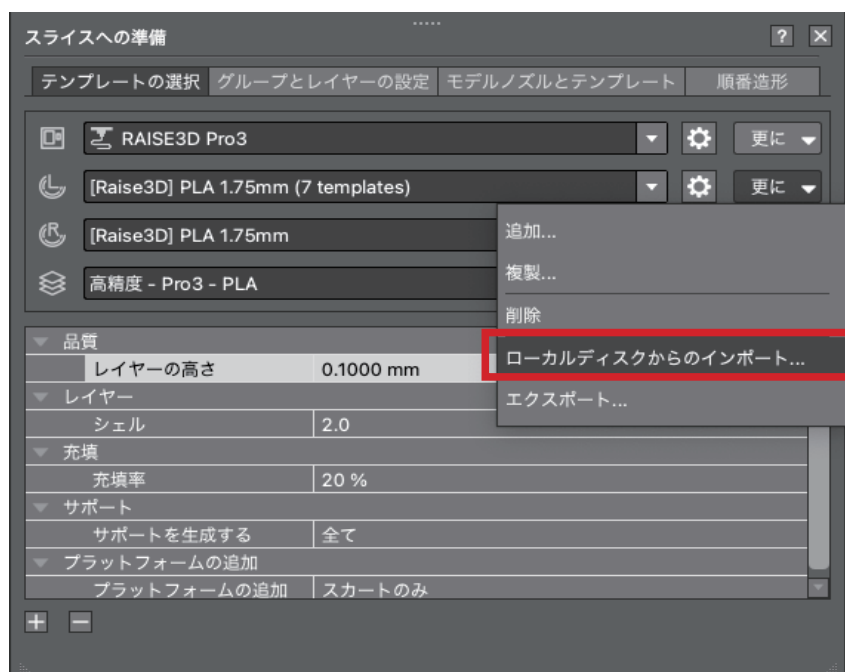 スライスへの準備
?
テンプレートの選択 グループとレイヤーの設定 モデルノズルとテンプレート 順番造形
RAISE3D Pro3 更に
L [Raise3D] PLA 1.75mm (7 templates) 更に
R [Raise3D] PLA 1.75mm
高精度 - Pro3 - PLA
追加...
複製...
削除
ローカルディスクからのインポート...
エクスポート...
品質
レイヤーの高さ 0.1000 mm
レイヤー
シェル 2.0
充填
充填率 20 %
サポート
サポートを生成する 全て
プラットフォームの追加
プラットフォームの追加 スカートのみ